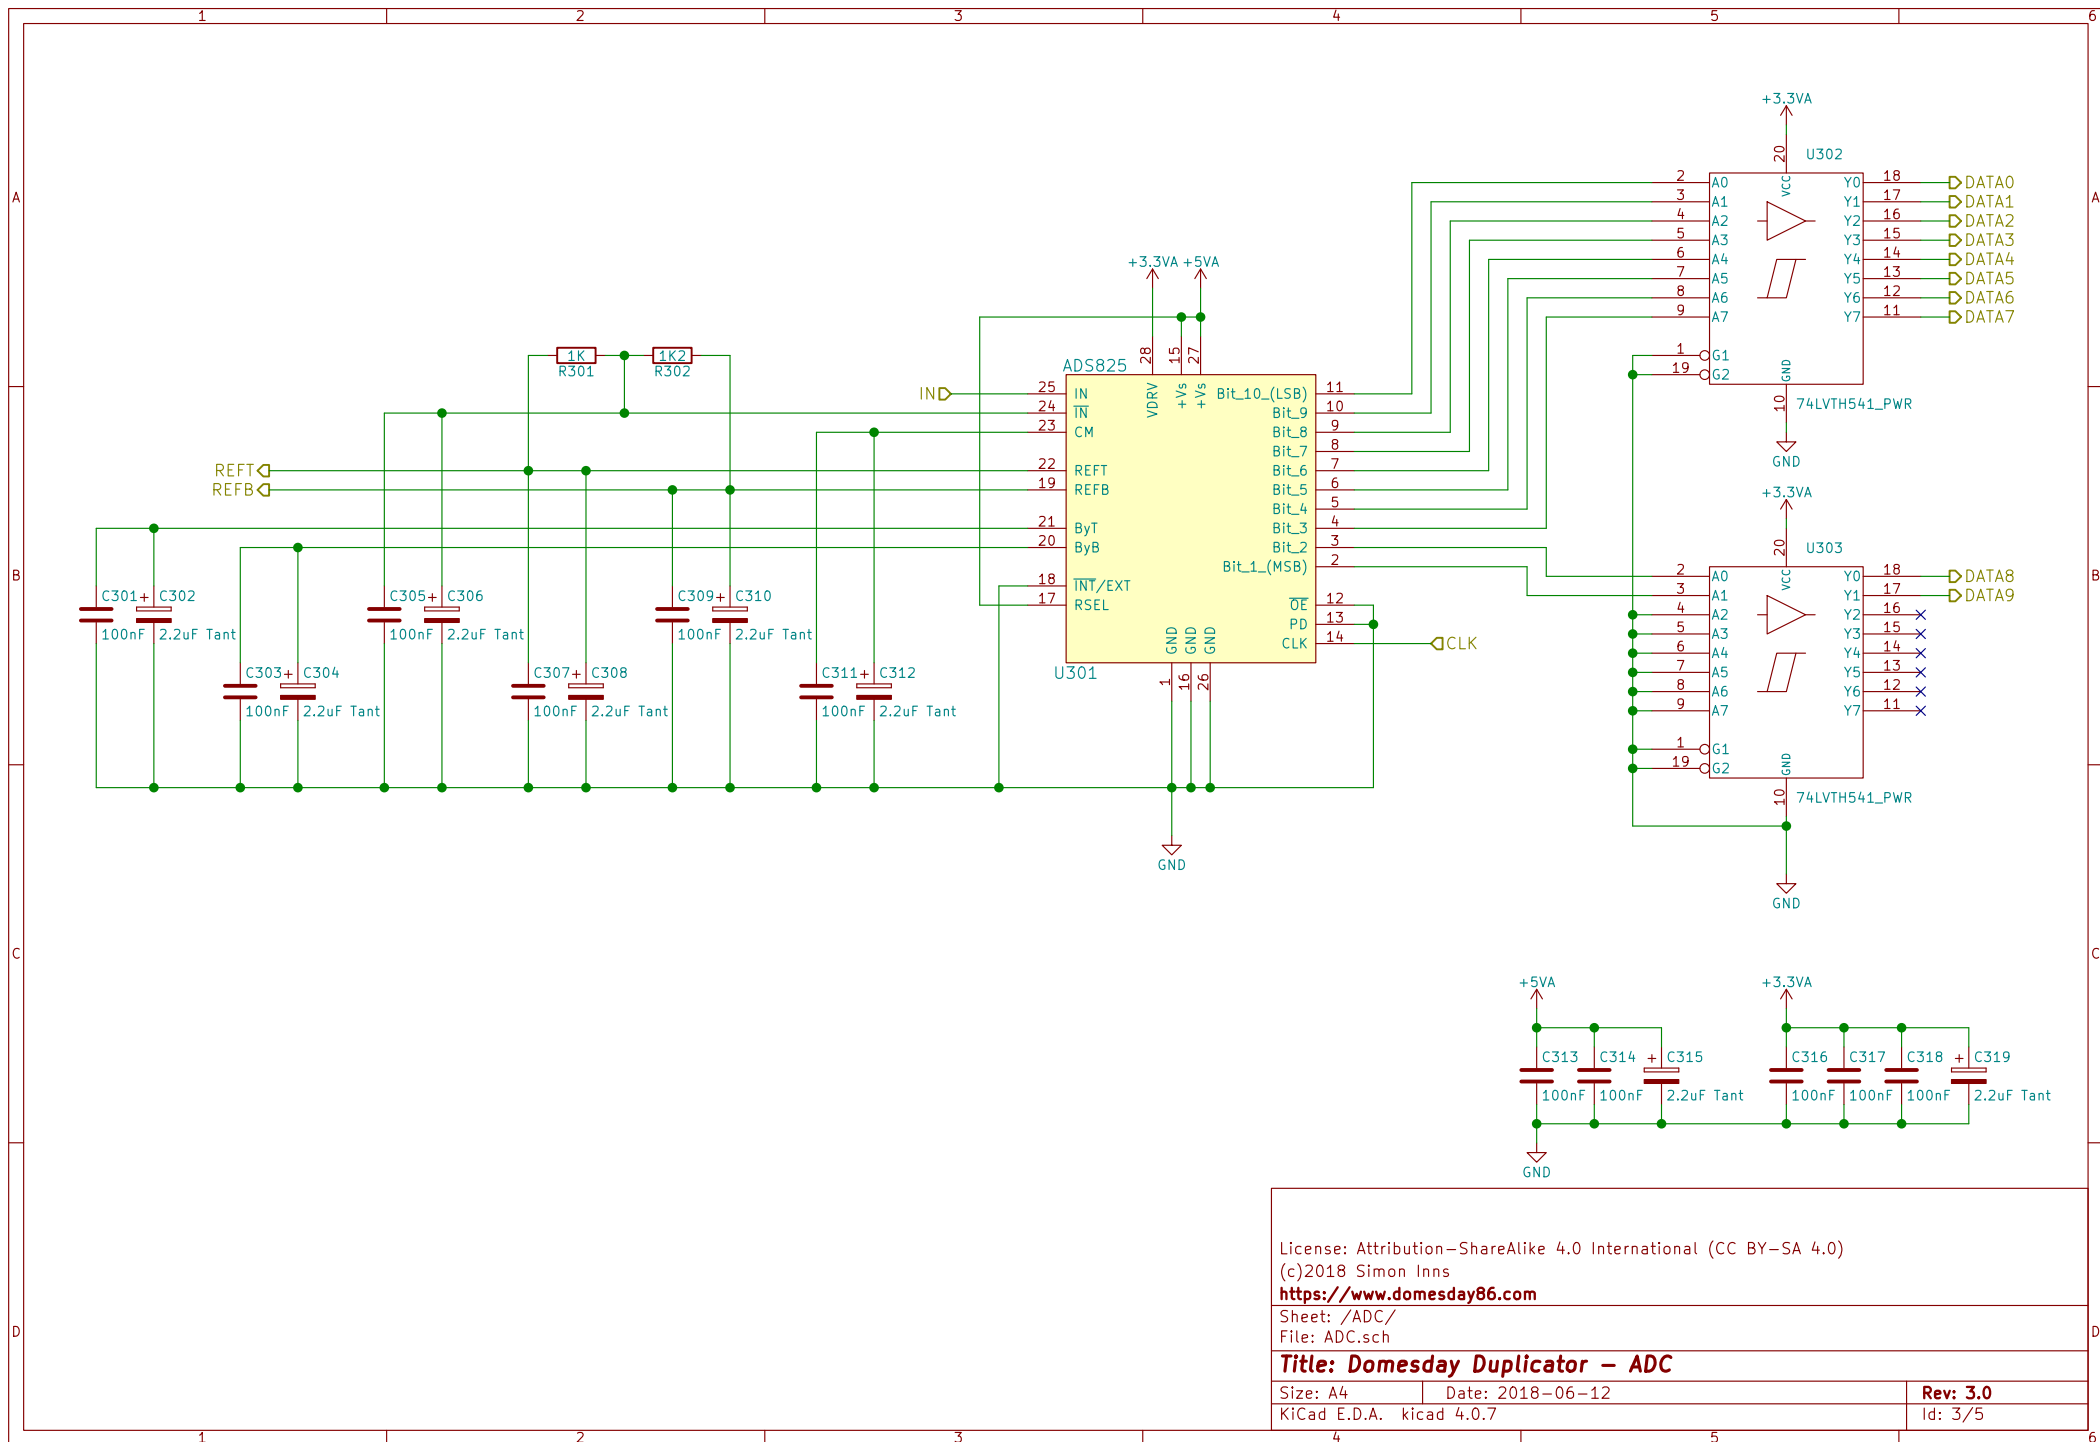 1 2 3 4 5 6
A
B
C
D
A
B
C
D
+3.3VA
20
U302
VCC
2 A0 Y0 18 DATA0
3 A1 Y1 17 DATA1
4 A2 Y2 16 DATA2
5 A3 Y3 15 DATA3
6 A4 Y4 14 DATA4
7 A5 Y5 13 DATA5
8 A6 Y6 12 DATA6
9 A7 Y7 11 DATA7
1 G1
19 G2
GND
10
74LVTH541_PWR
GND
+3.3VA
20
U303
VCC
2 A0 Y0 18 DATA8
3 A1 Y1 17 DATA9
4 A2 Y2 16
5 A3 Y3 15
6 A4 Y4 14
7 A5 Y5 13
8 A6 Y6 12
9 A7 Y7 11
1 G1
19 G2
GND
10
74LVTH541_PWR
GND
+3.3VA +5VA
28 15 27
ADS825
VDRV +Vs +Vs
IN 25 IN Bit_10_(LSB) 11
24 IN Bit_9 10
23 CM Bit_8 9
Bit_7 8
REFT 22 REFT Bit_6 7
REFB 19 REFB Bit_5 6
Bit_4 5
21 ByT Bit_3 4
20 ByB Bit_2 3
Bit_1_(MSB) 2
18 INT/EXT
17 RSEL OE 12
PD 13
CLK 14 CLK
GND GND GND
U301
1 16 26
GND
1K 1K2
R301 R302
C301 + C302 C305 + C306 C309 + C310
100nF 2.2uF Tant 100nF 2.2uF Tant 100nF 2.2uF Tant
C303 + C304 C307 + C308 C311 + C312
100nF 2.2uF Tant 100nF 2.2uF Tant 100nF 2.2uF Tant
+5VA +3.3VA
C313 C314 + C315 C316 C317 C318 + C319
100nF 100nF 2.2uF Tant 100nF 100nF 100nF 2.2uF Tant
GND
License: Attribution-ShareAlike 4.0 International (CC BY-SA 4.0)
(c)2018 Simon Inns
https://www.domesday86.com
Sheet: /ADC/
File: ADC.sch
Title: Domesday Duplicator - ADC
Size: A4 Date: 2018-06-12 Rev: 3.0
KiCad E.D.A. kicad 4.0.7 Id: 3/5
1 2 3 4 5 6